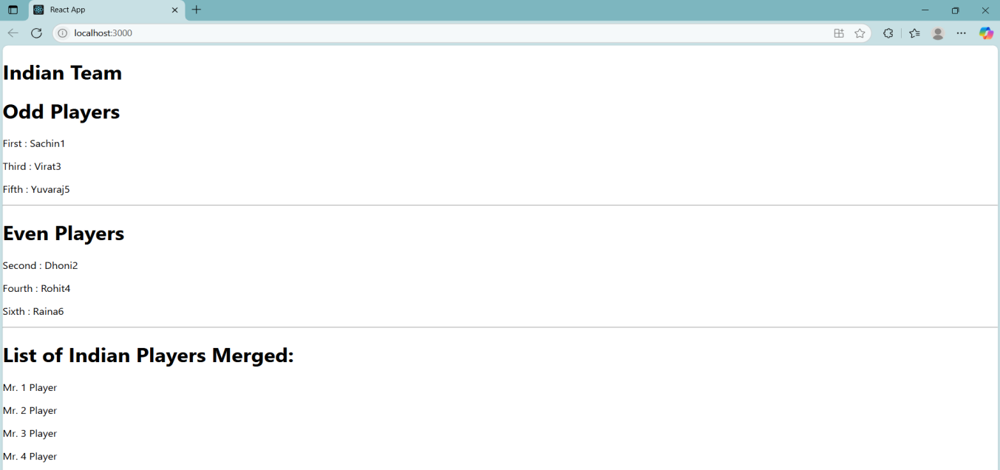 React App
localhost:3000
Indian Team
Odd Players
First : Sachin1
Third : Virat3
Fifth : Yuvaraj5
Even Players
Second : Dhoni2
Fourth : Rohit4
Sixth : Raina6
List of Indian Players Merged:
Mr. 1 Player
Mr. 2 Player
Mr. 3 Player
Mr. 4 Player